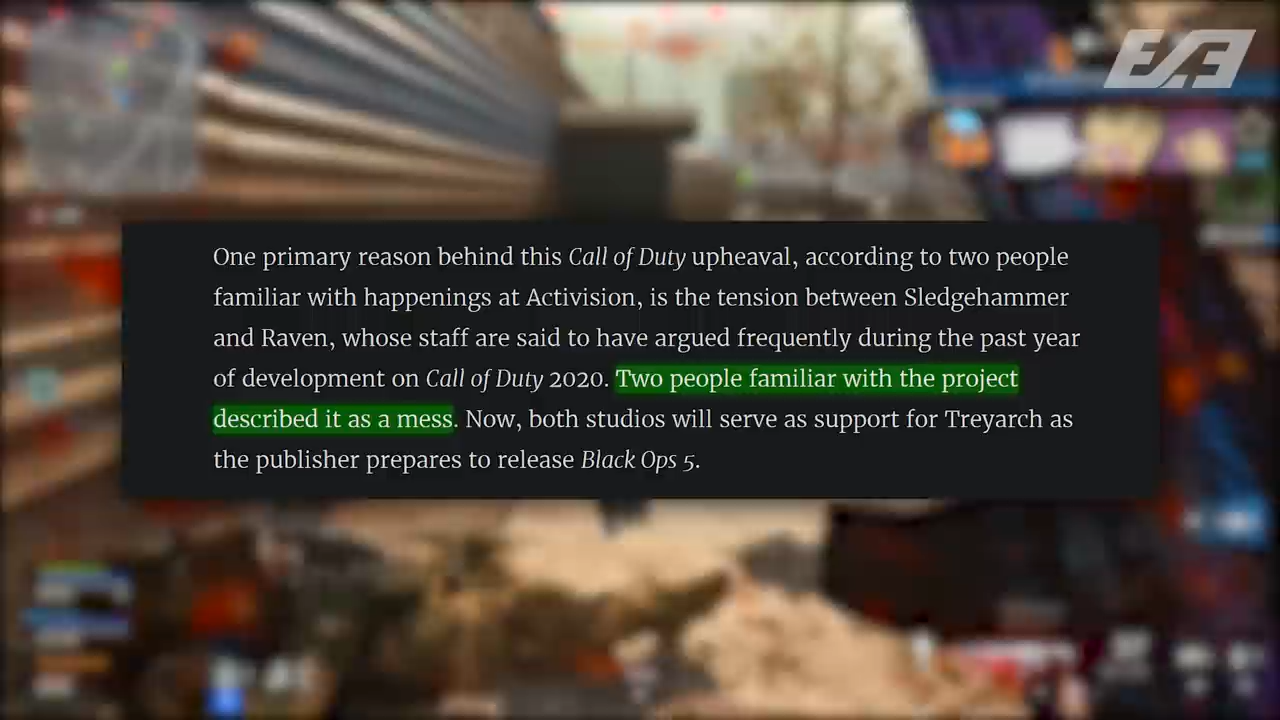 One primary reason behind this Call of Duty upheaval, according to two people
familiar with happenings at Activision, is the tension between Sledgehammer
and Raven, whose staff are said to have argued frequently during the past year
of development on Call of Duty 2020. Two people familiar with the project
described it as a mess. Now, both studios will serve as support for Treyarch as
the publisher prepares to release Black Ops 5.